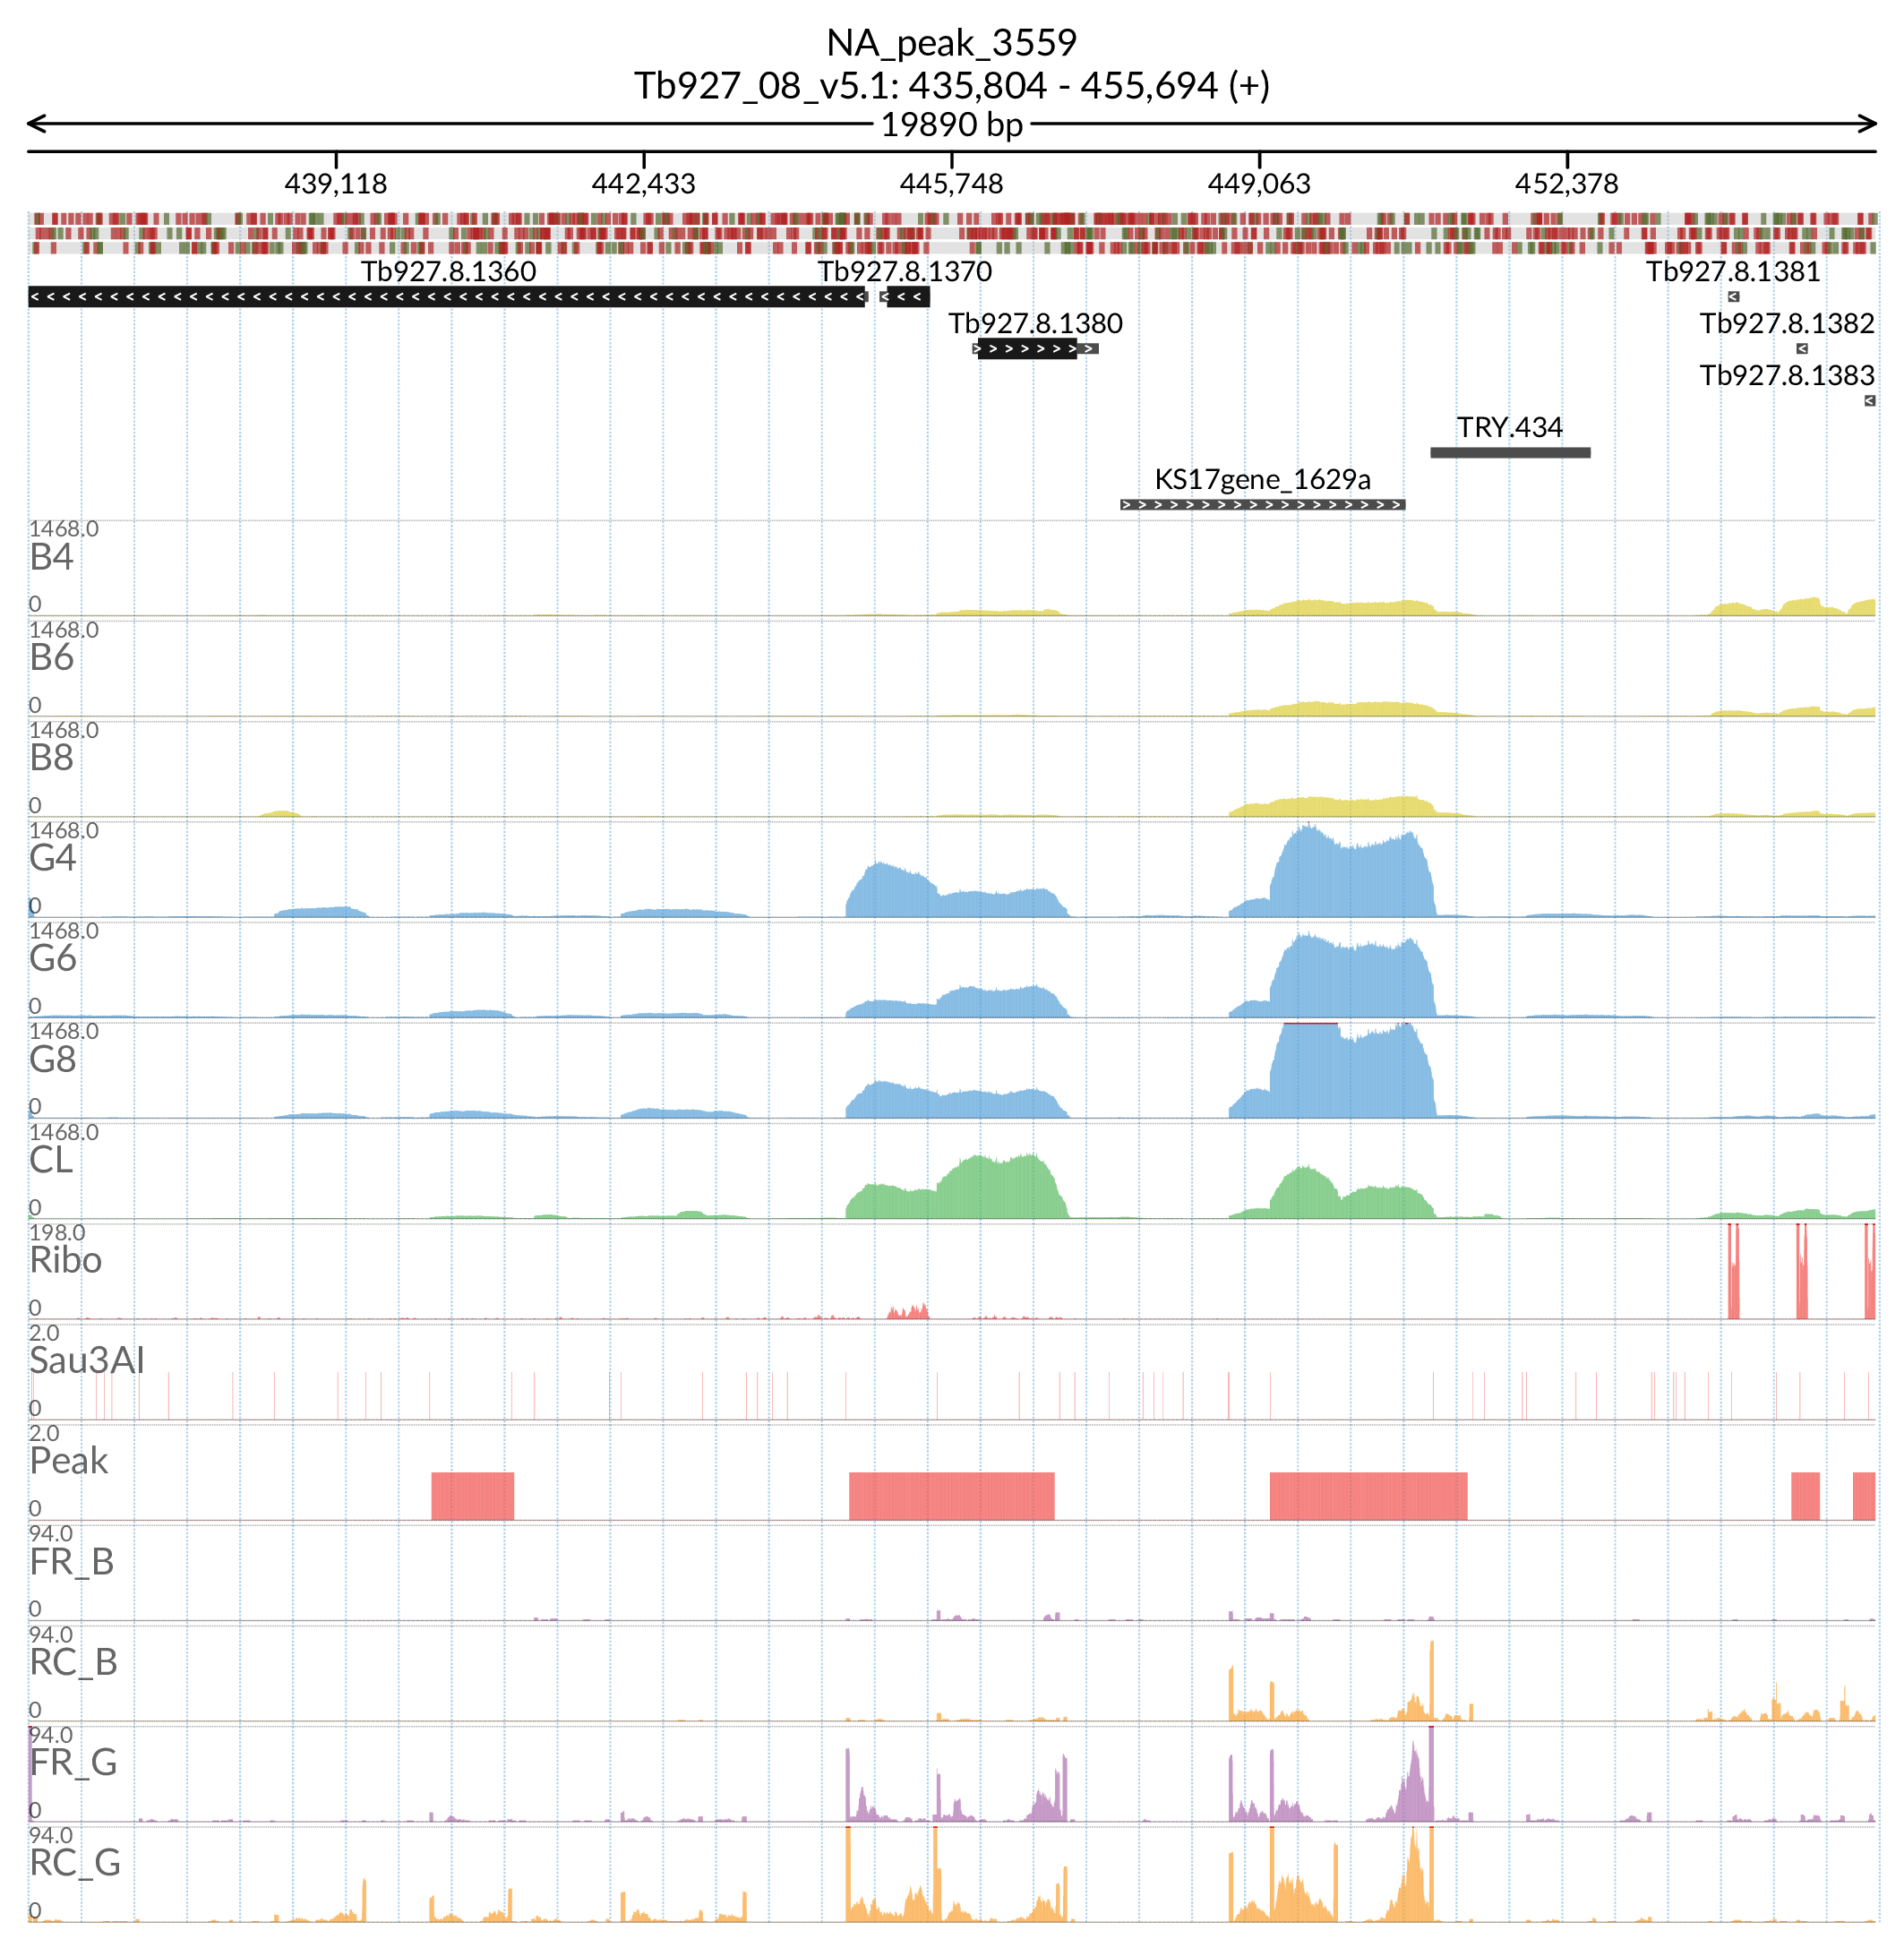 NA_peak_3559
Tb927_08_v5.1: 435,804 - 455,694 (+)
19890 bp
439,118 442,433 445,748 449,063 452,378
Tb927.8.1360 Tb927.8.1370 Tb927.8.1381
Tb927.8.1380 Tb927.8.1382
Tb927.8.1383
TRY.434
KS17gene_1629a
1468.0
B4
0
1468.0
B6
0
1468.0
B8
0
1468.0
G4
0
1468.0
G6
0
1468.0
G8
0
1468.0
CL
0
198.0
Ribo
0
2.0
Sau3AI
0
2.0
Peak
0
94.0
FR_B
0
94.0
RC_B
0
94.0
FR_G
0
94.0
RC_G
0